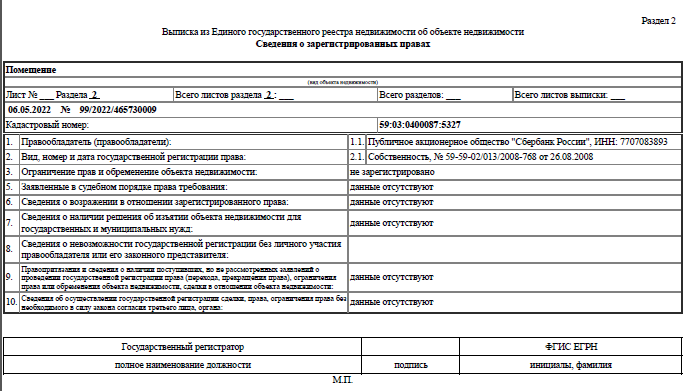 Раздел 2
Выписка из Единого государственного реестра недвижимости об объекте недвижимости
Сведения о зарегистрированных правах
Помещение
(вид объекта недвижимости)
Лист № ___ Раздела 2 Всего листов раздела 2 : ___ Всего разделов: ___ Всего листов выписки: ___
06.05.2022 № 99/2022/465730009
Кадастровый номер: 59:03:0400087:5327
1. Правообладатель (правообладатели): 1.1. Публичное акционерное общество "Сбербанк России", ИНН: 7707083893
2. Вид, номер и дата государственной регистрации права: 2.1. Собственность, № 59-59-02/013/2008-768 от 26.08.2008
3. Ограничение прав и обременение объекта недвижимости: не зарегистрировано
5. Заявленные в судебном порядке права требования: данные отсутствуют
6. Сведения о возражении в отношении зарегистрированного права: данные отсутствуют
7. Сведения о наличии решения об изъятии объекта недвижимости для
государственных и муниципальных нужд: данные отсутствуют
8. Сведения о невозможности государственной регистрации без личного участия
правообладателя или его законного представителя:
9. Правопритязания и сведения о наличии поступивших, но не рассмотренных заявлений о
проведении государственной регистрации права (перехода, прекращения права), ограничения
права или обременения объекта недвижимости, сделки в отношении объекта недвижимости: данные отсутствуют
10. Сведения об осуществлении государственной регистрации сделки, права, ограничения права без
необходимого в силу закона согласия третьего лица, органа: данные отсутствуют
Государственный регистратор ФГИС ЕГРН
полное наименование должности подпись инициалы, фамилия
М.П.